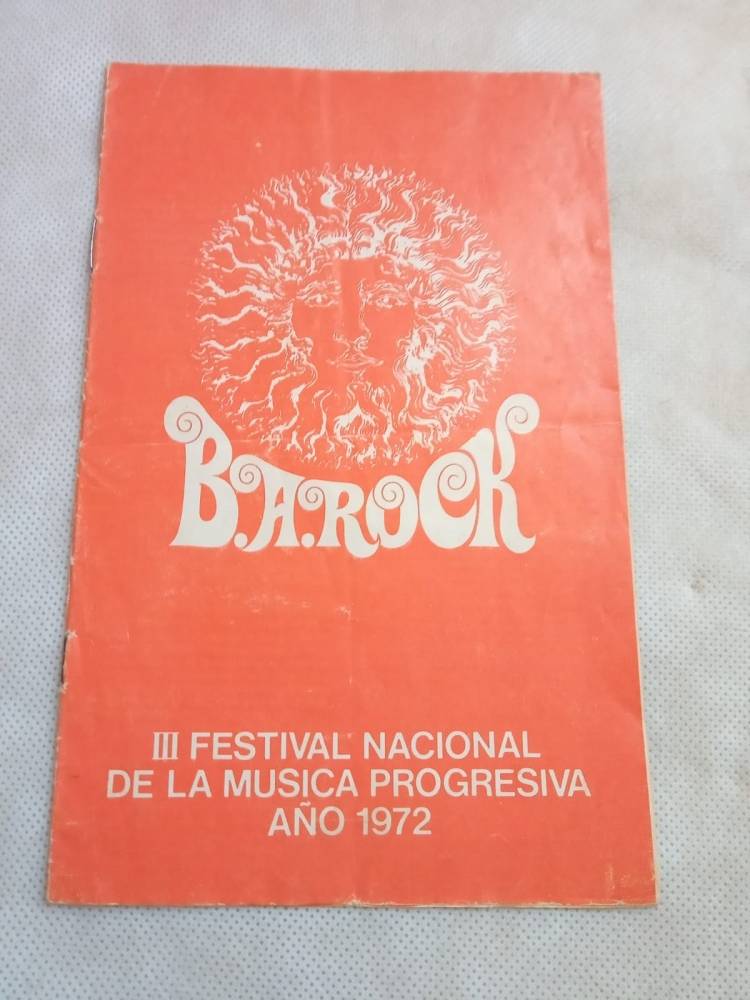 B.A.ROCK
III FESTIVAL NACIONAL
DE LA MUSICA PROGRESIVA
AÑO 1972